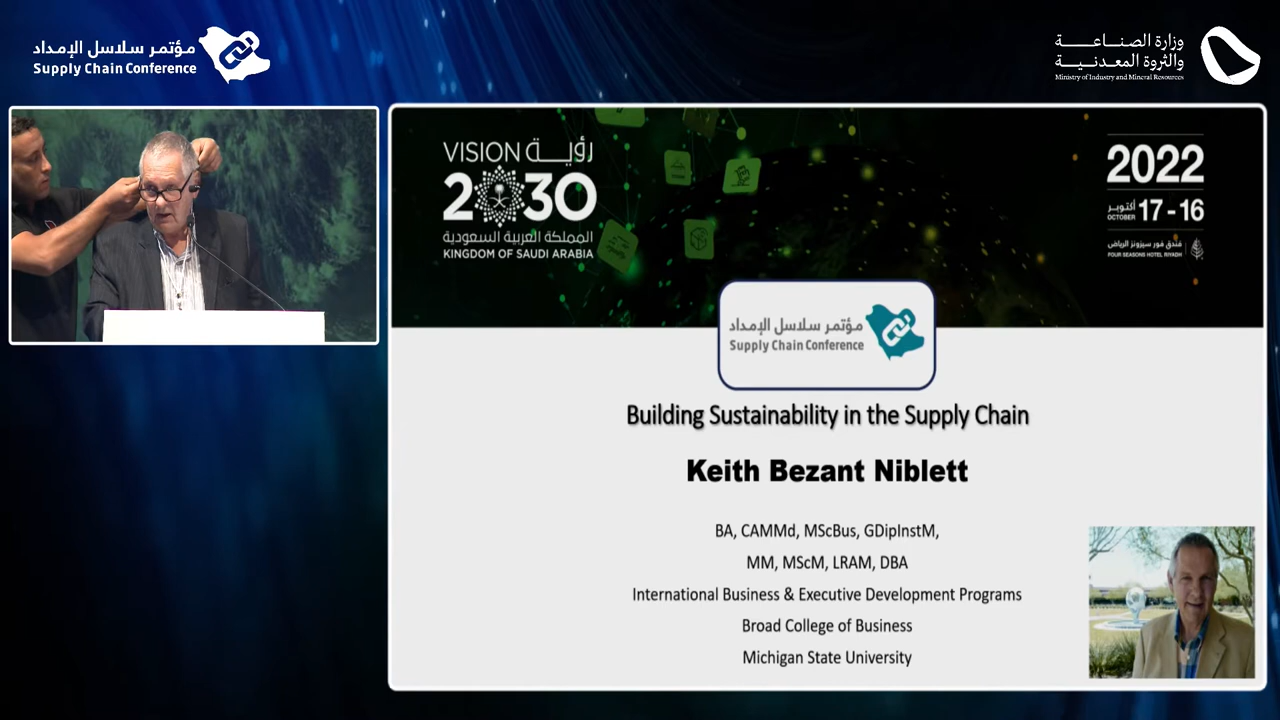 مؤتمر سلاسل الإمداد
Supply Chain Conference
وزارة الصناعة
والثروة المعدنية
Ministry of Industry and Mineral Resources
VISION رؤية
2030
المملكة العربية السعودية
KINGDOM OF SAUDI ARABIA
2022
أكتوبر
OCTOBER 17 - 16
فندق فور سيزونز الرياض
FOUR SEASONS HOTEL RIYADH
مؤتمر سلاسل الإمداد
Supply Chain Conference
Building Sustainability in the Supply Chain
Keith Bezant Niblett
BA, CAMMd, MScBus, GDipInstM,
MM, MScM, LRAM, DBA
International Business & Executive Development Programs
Broad College of Business
Michigan State University